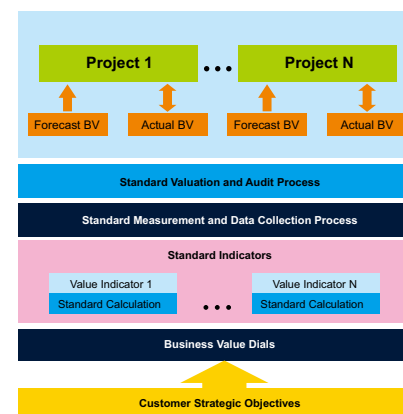 Project 1 ... Project N
Forecast BV Actual BV Forecast BV Actual BV
Standard Valuation and Audit Process
Standard Measurement and Data Collection Process
Standard Indicators
Value Indicator 1 Value Indicator N
Standard Calculation ... Standard Calculation
Business Value Dials
Customer Strategic Objectives